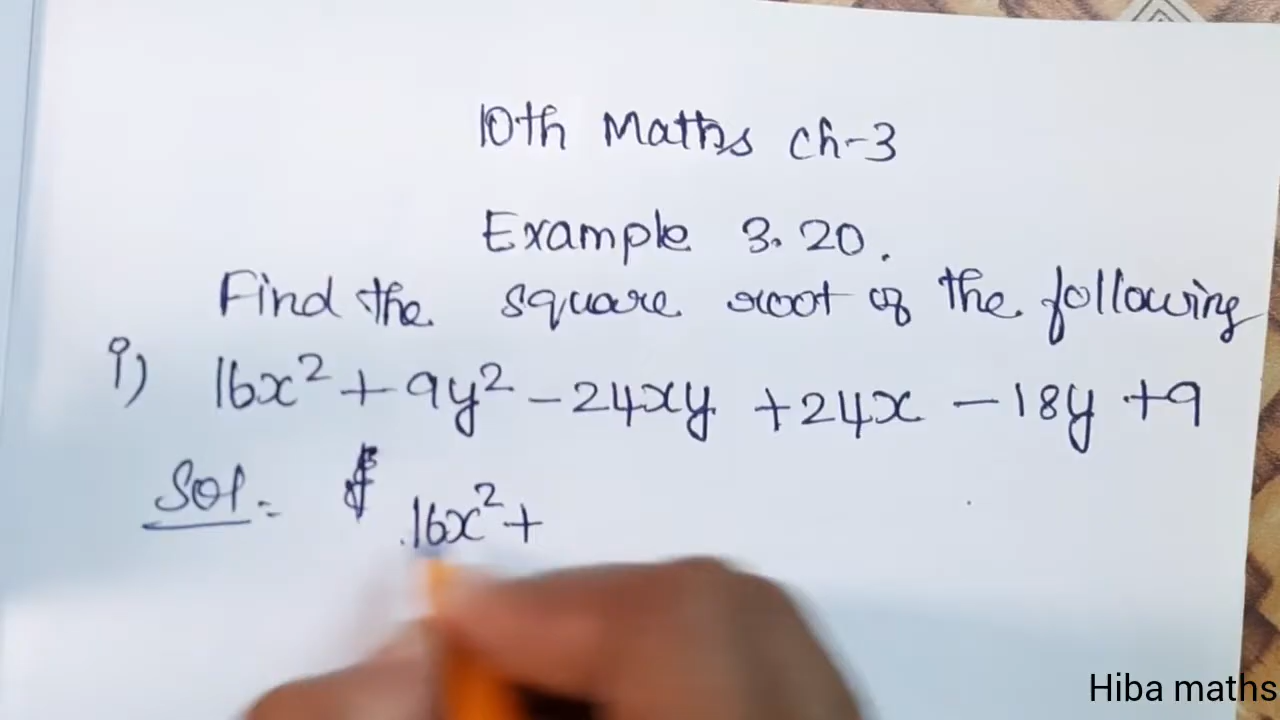 10th Maths ch-3
Example 3.20.
Find the square root of the following
i) 16x² + 9y² - 24xy + 24x - 18y + 9
Sol:
16x² +
Hiba maths